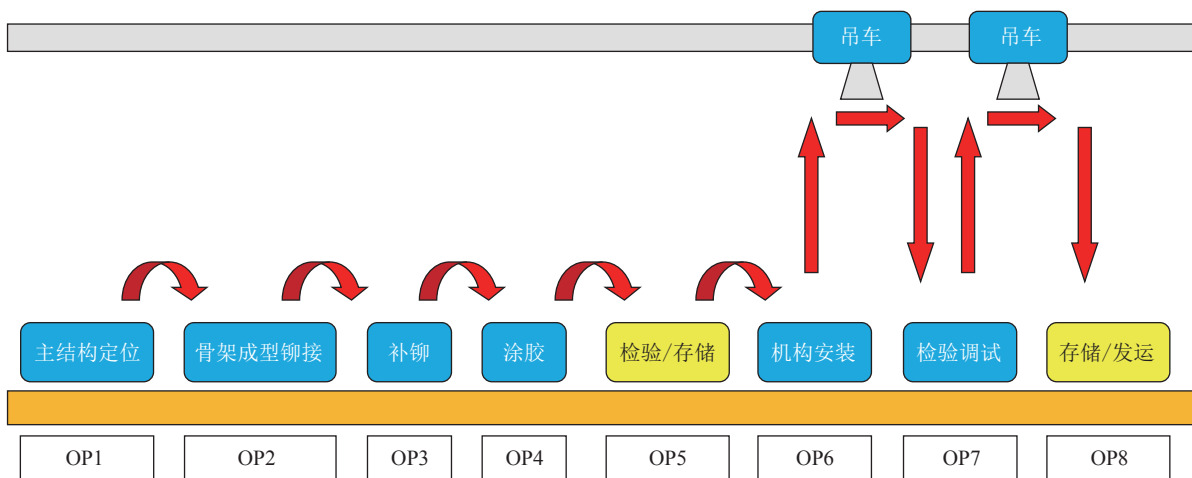 吊车
吊车
主结构定位
骨架成型铆接
补铆
涂胶
检验/存储
机构安装
检验调试
存储/发运
OP1
OP2
OP3
OP4
OP5
OP6
OP7
OP8